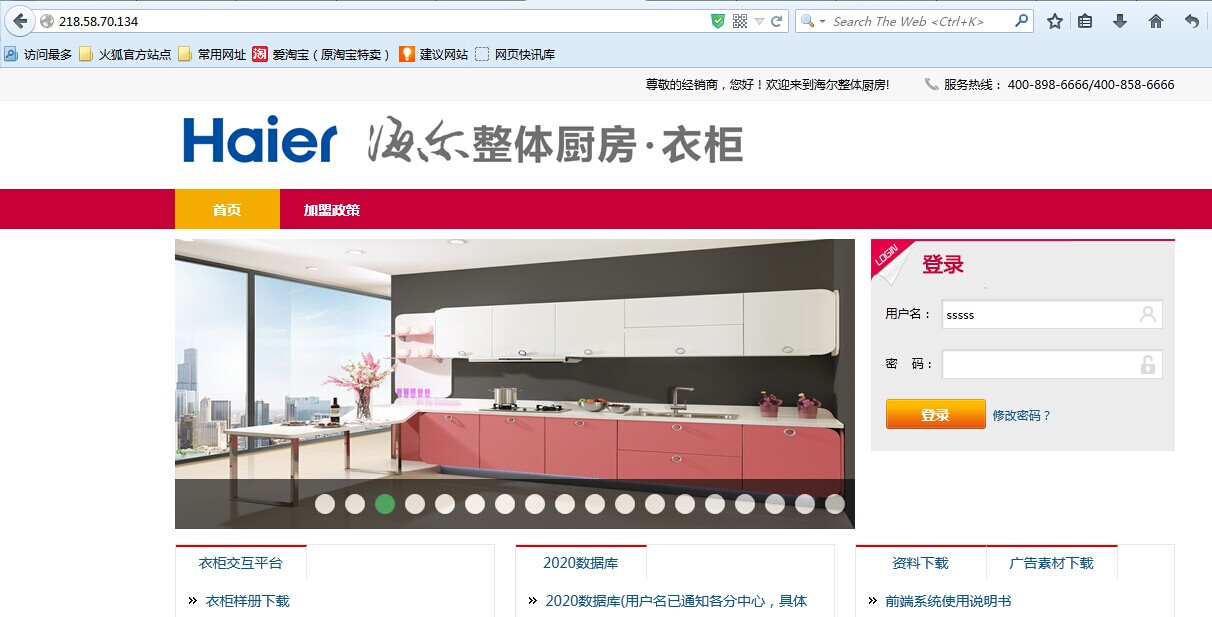 218.58.70.134
Search The Web <Ctrl+K>
访问最多 火狐官方站点 常用网址 淘 爱淘宝（原淘宝特卖） 建议网站 网页快讯库
尊敬的经销商，您好！欢迎来到海尔整体厨房! 服务热线： 400-898-6666/400-858-6666
Haier 海尔整体厨房·衣柜
首页 加盟政策
LOGIN
登录
用户名： sssss
密 码：
登录 修改密码？
衣柜交互平台 2020数据库 资料下载 广告素材下载
» 衣柜样册下载 » 2020数据库(用户名已通知各分中心，具体 » 前端系统使用说明书